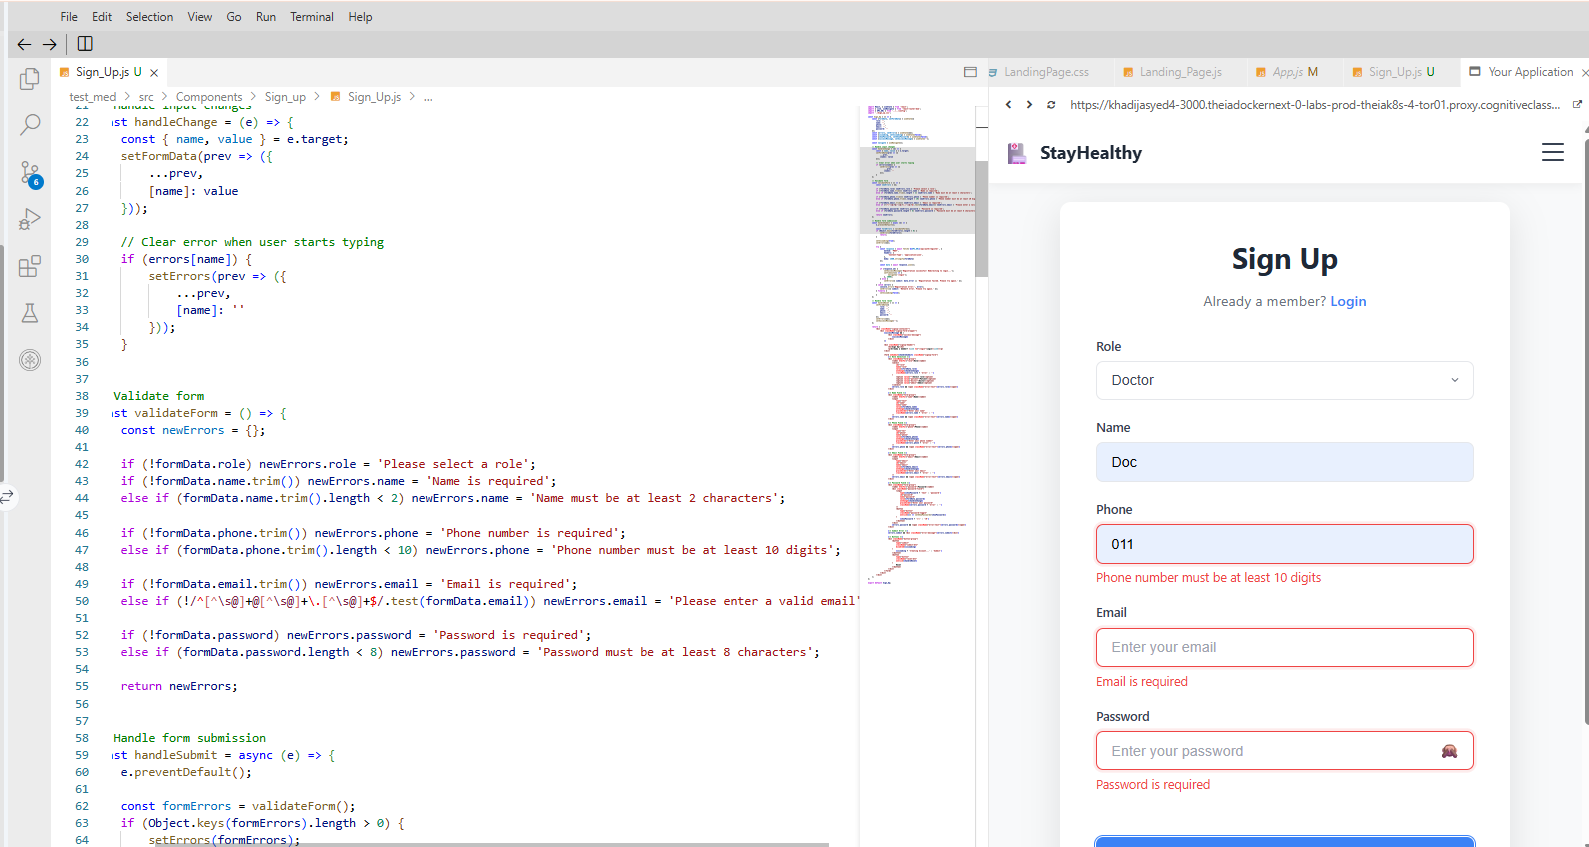 File Edit Selection View Go Run Terminal Help
Sign_Up.js U
test_med > src > Components > Sign_up > Sign_Up.js > ...
21 Handle input changes
22 ast handleChange = (e) => {
23 const { name, value } = e.target;
24 setFormData(prev => ({
25 ...prev,
26 [name]: value
27 }));
28
29 // Clear error when user starts typing
30 if (errors[name]) {
31 setErrors(prev => ({
32 ...prev,
33 [name]: ''
34 }));
35 }
36
37
38 Validate form
39 ast validateForm = () => {
40 const newErrors = {};
41
42 if (!formData.role) newErrors.role = 'Please select a role';
43 if (!formData.name.trim()) newErrors.name = 'Name is required';
44 else if (formData.name.trim().length < 2) newErrors.name = 'Name must be at least 2 characters';
45
46 if (!formData.phone.trim()) newErrors.phone = 'Phone number is required';
47 else if (formData.phone.trim().length < 10) newErrors.phone = 'Phone number must be at least 10 digits';
48
49 if (!formData.email.trim()) newErrors.email = 'Email is required';
50 else if (!/^[^\s@]+@[^\s@]+\.[^\s@]+$/.test(formData.email)) newErrors.email = 'Please enter a valid email'
51
52 if (!formData.password) newErrors.password = 'Password is required';
53 else if (formData.password.length < 8) newErrors.password = 'Password must be at least 8 characters';
54
55 return newErrors;
56
57
58 Handle form submission
59 ast handleSubmit = async (e) => {
60 e.preventDefault();
61
62 const formErrors = validateForm();
63 if (Object.keys(formErrors).length > 0) {
64 setErrors(formErrors);
6
LandingPage.css Landing_Page.js App.js M Sign_Up.js U Your Application
https://khadijasyed4-3000.theiadockernext-0-labs-prod-theiak8s-4-tor01.proxy.cognitiveclass...
StayHealthy
Sign Up
Already a member? Login
Role
Doctor
Name
Doc
Phone
011
Phone number must be at least 10 digits
Email
Enter your email
Email is required
Password
Enter your password
Password is required